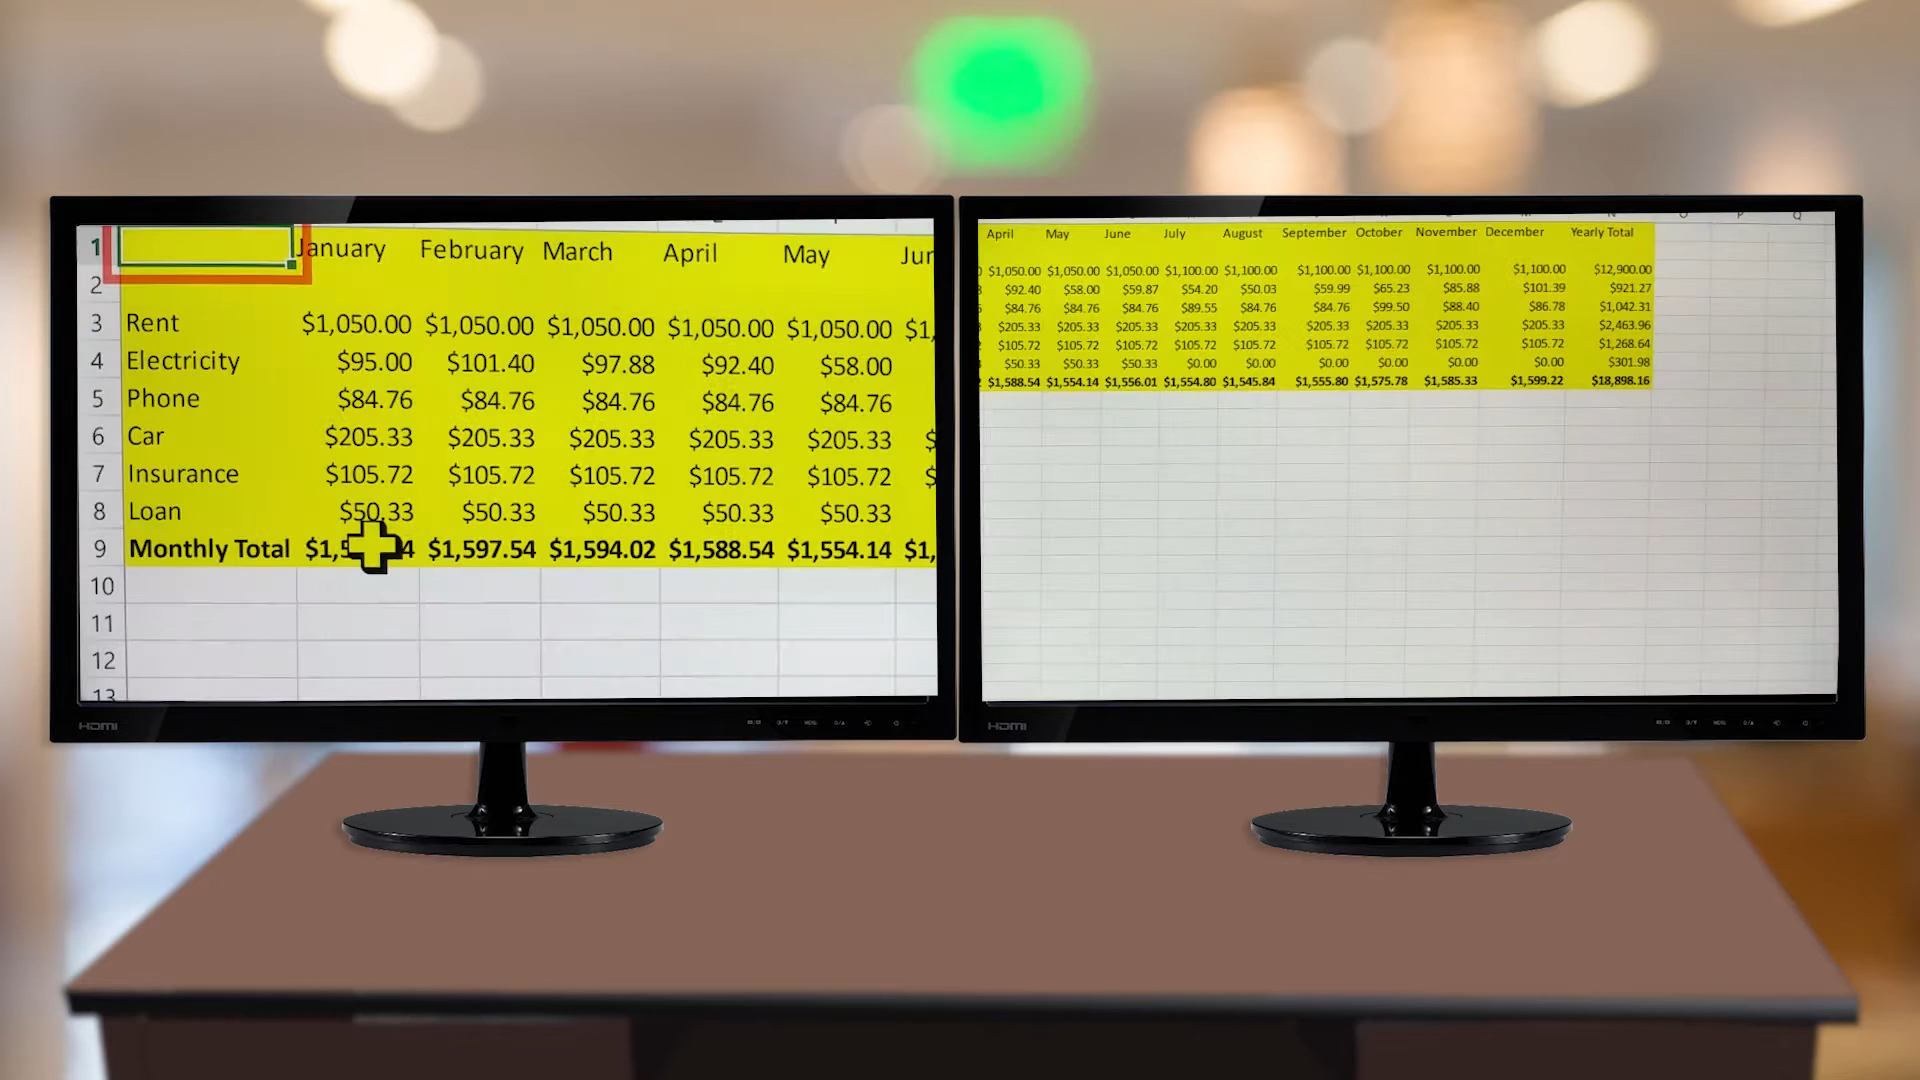 1 January February March April May Jun
2
3 Rent $1,050.00 $1,050.00 $1,050.00 $1,050.00 $1,050.00 $1,
4 Electricity $95.00 $101.40 $97.88 $92.40 $58.00
5 Phone $84.76 $84.76 $84.76 $84.76 $84.76
6 Car $205.33 $205.33 $205.33 $205.33 $205.33 $
7 Insurance $105.72 $105.72 $105.72 $105.72 $105.72 $
8 Loan $50.33 $50.33 $50.33 $50.33 $50.33
9 Monthly Total $1,5 4 $1,597.54 $1,594.02 $1,588.54 $1,554.14 $1,
10
11
12
13
HDMI
O P Q
April May June July August September October November December Yearly Total
$1,050.00 $1,050.00 $1,050.00 $1,100.00 $1,100.00 $1,100.00 $1,100.00 $1,100.00 $1,100.00 $12,900.00
$92.40 $58.00 $59.87 $54.20 $50.03 $59.99 $65.23 $85.88 $101.39 $921.27
$84.76 $84.76 $84.76 $89.55 $84.76 $84.76 $99.50 $88.40 $86.78 $1,042.31
$205.33 $205.33 $205.33 $205.33 $205.33 $205.33 $205.33 $205.33 $205.33 $2,463.96
$105.72 $105.72 $105.72 $105.72 $105.72 $105.72 $105.72 $105.72 $105.72 $1,268.64
$50.33 $50.33 $50.33 $0.00 $0.00 $0.00 $0.00 $0.00 $0.00 $301.98
$1,588.54 $1,554.14 $1,556.01 $1,554.80 $1,545.84 $1,555.80 $1,575.78 $1,585.33 $1,599.22 $18,898.16
HDMI